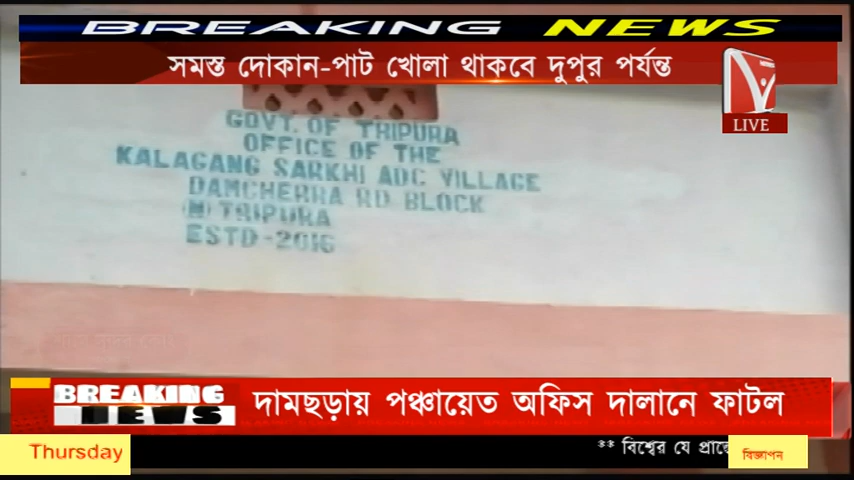 BREAKING NEWS
সমস্ত দোকান-পাট খোলা থাকবে দুপুর পর্যন্ত
LIVE
GOVT. OF TRIPURA
OFFICE OF THE
KALAGANG SARKHI ADC VILLAGE
DAMCHERRA RD BLOCK
(N) TRIPURA
ESTD-2016
BREAKING NEWS
দামছড়ায় পঞ্চায়েত অফিস দালানে ফাটল
Thursday
** বিশ্বের যে
বিজ্ঞাপন